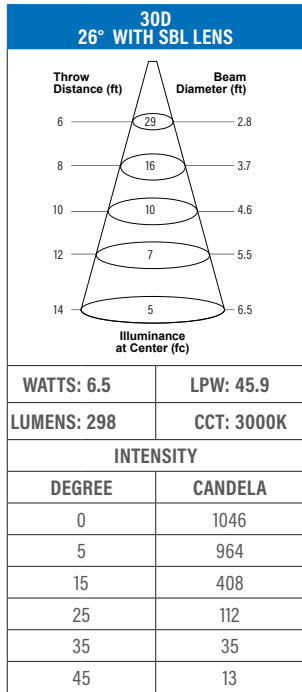 30D
26° WITH SBL LENS
Throw
Distance (ft)
Beam
Diameter (ft)
6 29 2.8
8 16 3.7
10 10 4.6
12 7 5.5
14 5 6.5
Illuminance
at Center (fc)
WATTS: 6.5 LPW: 45.9
LUMENS: 298 CCT: 3000K
INTENSITY
DEGREE CANDELA
0 1046
5 964
15 408
25 112
35 35
45 13